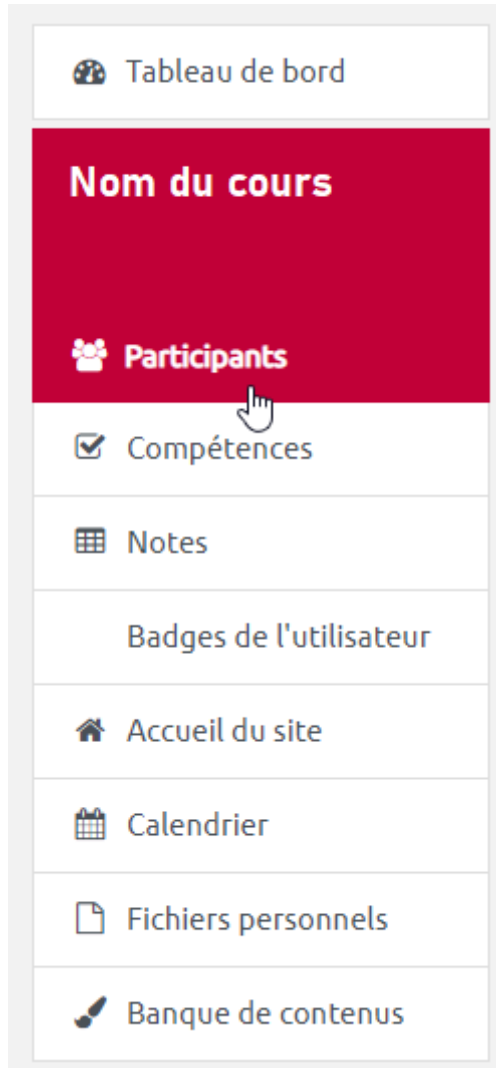 Tableau de bord
Nom du cours
Participants
Compétences
Notes
Badges de l'utilisateur
Accueil du site
Calendrier
Fichiers personnels
Banque de contenus